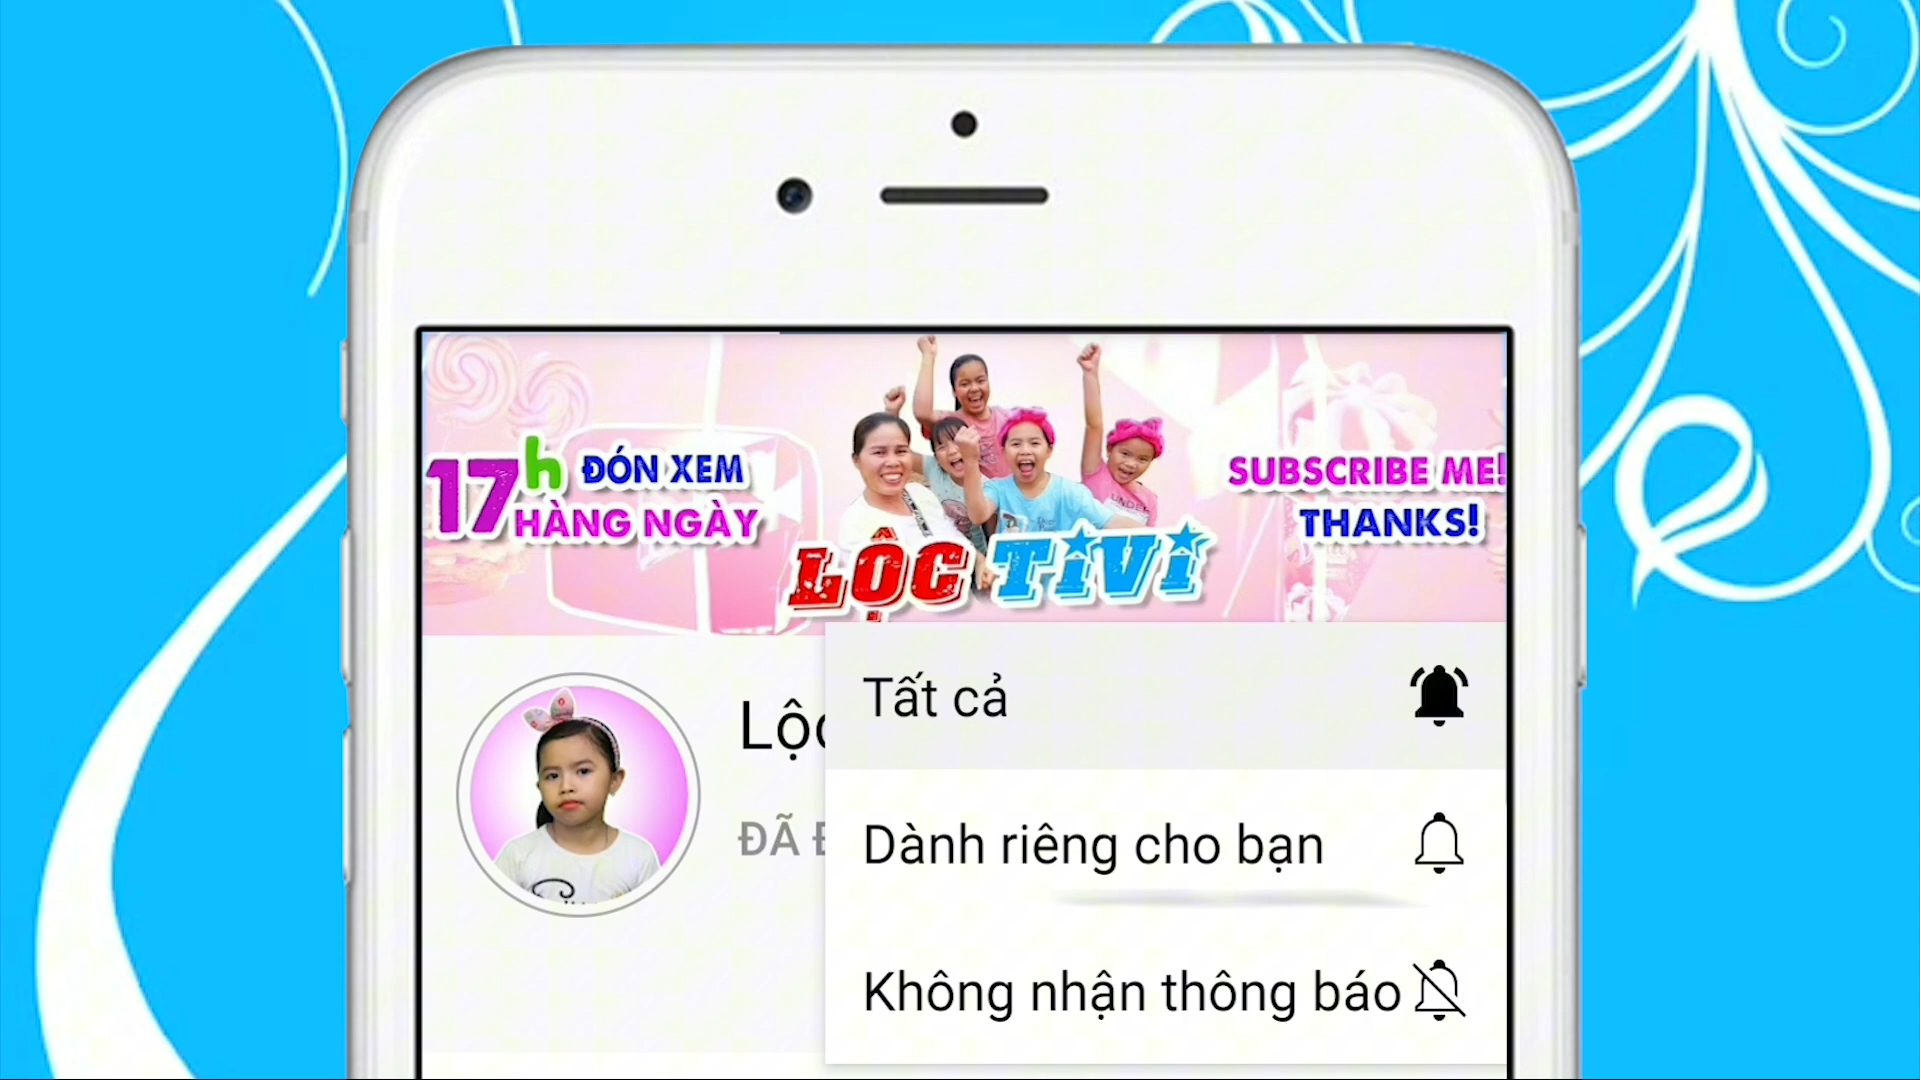 17h ĐÓN XEM
HÀNG NGÀY
SUBSCRIBE ME!
THANKS!
LỘC TiVi
Tất cả
Dành riêng cho bạn
Không nhận thông báo